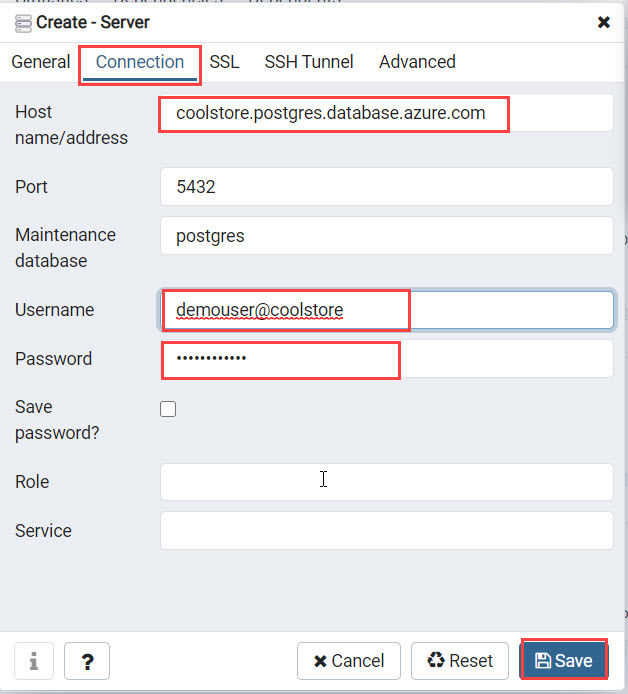 Create - Server
General Connection SSL SSH Tunnel Advanced
Host name/address
coolstore.postgres.database.azure.com
Port
5432
Maintenance database
postgres
Username
demouser@coolstore
Password
••••••••••••
Save password?
Role
Service
i ? Cancel Reset Save